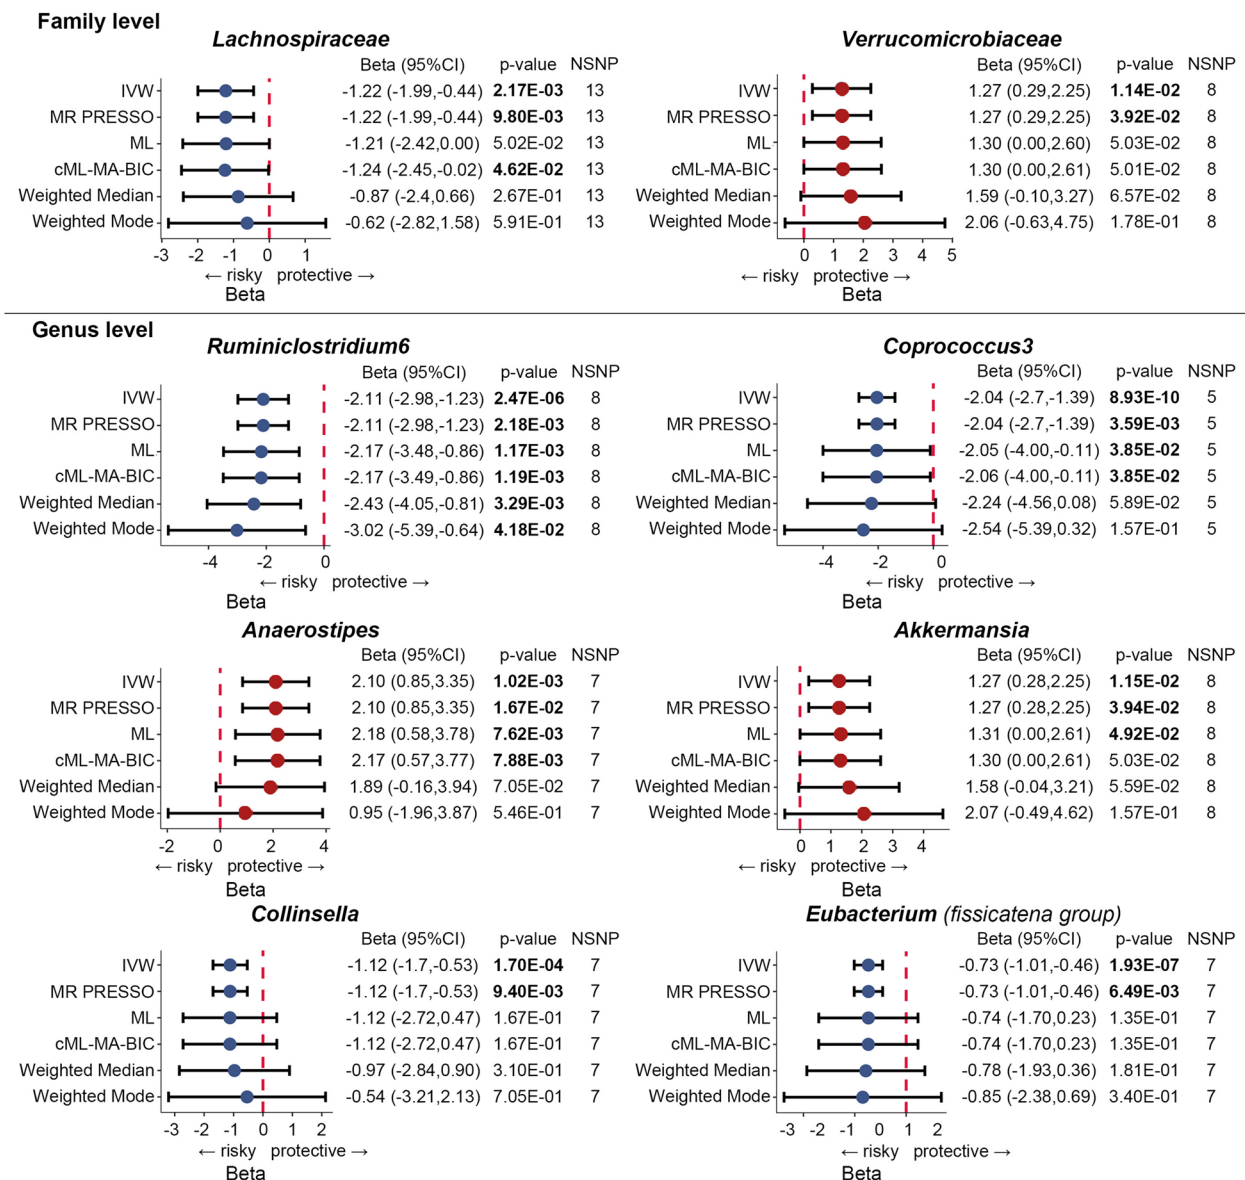 Family level
Lachnospiraceae
Beta (95%CI) p-value NSNP
IVW -1.22 (-1.99,-0.44) 2.17E-03 13
MR PRESSO -1.22 (-1.99,-0.44) 9.80E-03 13
ML -1.21 (-2.42,0.00) 5.02E-02 13
cML-MA-BIC -1.24 (-2.45,-0.02) 4.62E-02 13
Weighted Median -0.87 (-2.4,0.66) 2.67E-01 13
Weighted Mode -0.62 (-2.82,1.58) 5.91E-01 13
-3 -2 -1 0 1
← risky protective →
Beta
Verrucomicrobiaceae
Beta (95%CI) p-value NSNP
IVW 1.27 (0.29,2.25) 1.14E-02 8
MR PRESSO 1.27 (0.29,2.25) 3.92E-02 8
ML 1.30 (0.00,2.60) 5.03E-02 8
cML-MA-BIC 1.30 (0.00,2.61) 5.01E-02 8
Weighted Median 1.59 (-0.10,3.27) 6.57E-02 8
Weighted Mode 2.06 (-0.63,4.75) 1.78E-01 8
0 1 2 3 4 5
← risky protective →
Beta
Genus level
Ruminiclostridium6
Beta (95%CI) p-value NSNP
IVW -2.11 (-2.98,-1.23) 2.47E-06 8
MR PRESSO -2.11 (-2.98,-1.23) 2.18E-03 8
ML -2.17 (-3.48,-0.86) 1.17E-03 8
cML-MA-BIC -2.17 (-3.49,-0.86) 1.19E-03 8
Weighted Median -2.43 (-4.05,-0.81) 3.29E-03 8
Weighted Mode -3.02 (-5.39,-0.64) 4.18E-02 8
-4 -2 0
← risky protective →
Beta
Coprococcus3
Beta (95%CI) p-value NSNP
IVW -2.04 (-2.7,-1.39) 8.93E-10 5
MR PRESSO -2.04 (-2.7,-1.39) 3.59E-03 5
ML -2.05 (-4.00,-0.11) 3.85E-02 5
cML-MA-BIC -2.06 (-4.00,-0.11) 3.85E-02 5
Weighted Median -2.24 (-4.56,0.08) 5.89E-02 5
Weighted Mode -2.54 (-5.39,0.32) 1.57E-01 5
-4 -2 0
← risky protective →
Beta
Anaerostipes
Beta (95%CI) p-value NSNP
IVW 2.10 (0.85,3.35) 1.02E-03 7
MR PRESSO 2.10 (0.85,3.35) 1.67E-02 7
ML 2.18 (0.58,3.78) 7.62E-03 7
cML-MA-BIC 2.17 (0.57,3.77) 7.88E-03 7
Weighted Median 1.89 (-0.16,3.94) 7.05E-02 7
Weighted Mode 0.95 (-1.96,3.87) 5.46E-01 7
-2 0 2 4
← risky protective →
Beta
Akkermansia
Beta (95%CI) p-value NSNP
IVW 1.27 (0.28,2.25) 1.15E-02 8
MR PRESSO 1.27 (0.28,2.25) 3.94E-02 8
ML 1.31 (0.00,2.61) 4.92E-02 8
cML-MA-BIC 1.30 (0.00,2.61) 5.03E-02 8
Weighted Median 1.58 (-0.04,3.21) 5.59E-02 8
Weighted Mode 2.07 (-0.49,4.62) 1.57E-01 8
0 1 2 3 4
← risky protective →
Beta
Collinsella
Beta (95%CI) p-value NSNP
IVW -1.12 (-1.7,-0.53) 1.70E-04 7
MR PRESSO -1.12 (-1.7,-0.53) 9.40E-03 7
ML -1.12 (-2.72,0.47) 1.67E-01 7
cML-MA-BIC -1.12 (-2.72,0.47) 1.67E-01 7
Weighted Median -0.97 (-2.84,0.90) 3.10E-01 7
Weighted Mode -0.54 (-3.21,2.13) 7.05E-01 7
-3 -2 -1 0 1 2
← risky protective →
Beta
Eubacterium (fissicatena group)
Beta (95%CI) p-value NSNP
IVW -0.73 (-1.01,-0.46) 1.93E-07 7
MR PRESSO -0.73 (-1.01,-0.46) 6.49E-03 7
ML -0.74 (-1.70,0.23) 1.35E-01 7
cML-MA-BIC -0.74 (-1.70,0.23) 1.35E-01 7
Weighted Median -0.78 (-1.93,0.36) 1.81E-01 7
Weighted Mode -0.85 (-2.38,0.69) 3.40E-01 7
-3 -2 -1 0 1 2
← risky protective →
Beta